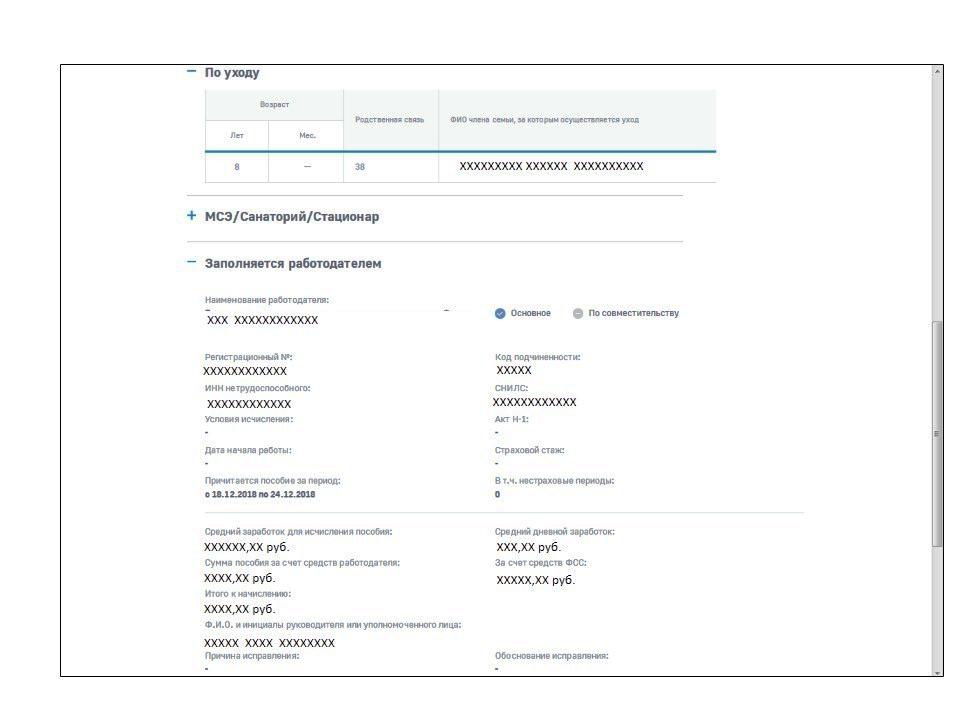 По уходу
Возраст
Родственная связь
ФИО члена семьи, за которым осуществляется уход
Лет
Мес.
8
—
38
XXXXXXXXX XXXXXX XXXXXXXXXX
МСЭ/Санаторий/Стационар
Заполняется работодателем
Наименование работодателя:
XXX XXXXXXXXXXXX
Основное
По совместительству
Регистрационный №:
Код подчиненности:
XXXXXXXXXXXX
XXXXX
ИНН нетрудоспособного:
СНИЛС:
XXXXXXXXXXXX
XXXXXXXXXXXX
Условия исчисления:
Акт Н-1:
-
-
Дата начала работы:
Страховой стаж:
-
-
Причитается пособие за период:
В т.ч. нестраховые периоды:
с 18.12.2018 по 24.12.2018
0
Средний заработок для исчисления пособия:
Средний дневной заработок:
XXXXXX,XX руб.
XXX,XX руб.
Сумма пособия за счет средств работодателя:
За счет средств ФСС:
XXXX,XX руб.
XXXXX,XX руб.
Итого к начислению:
XXXX,XX руб.
Ф.И.О. и инициалы руководителя или уполномоченного лица:
XXXXX XXXX XXXXXXXX
Причина исправления:
Обоснование исправления:
-
-